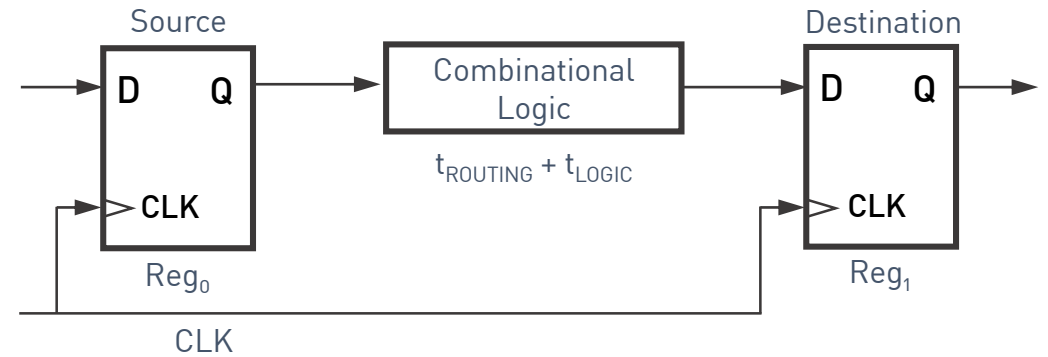 Source
Destination
D Q
Combinational
Logic
D Q
tROUTING + tLOGIC
CLK
CLK
Reg0
Reg1
CLK